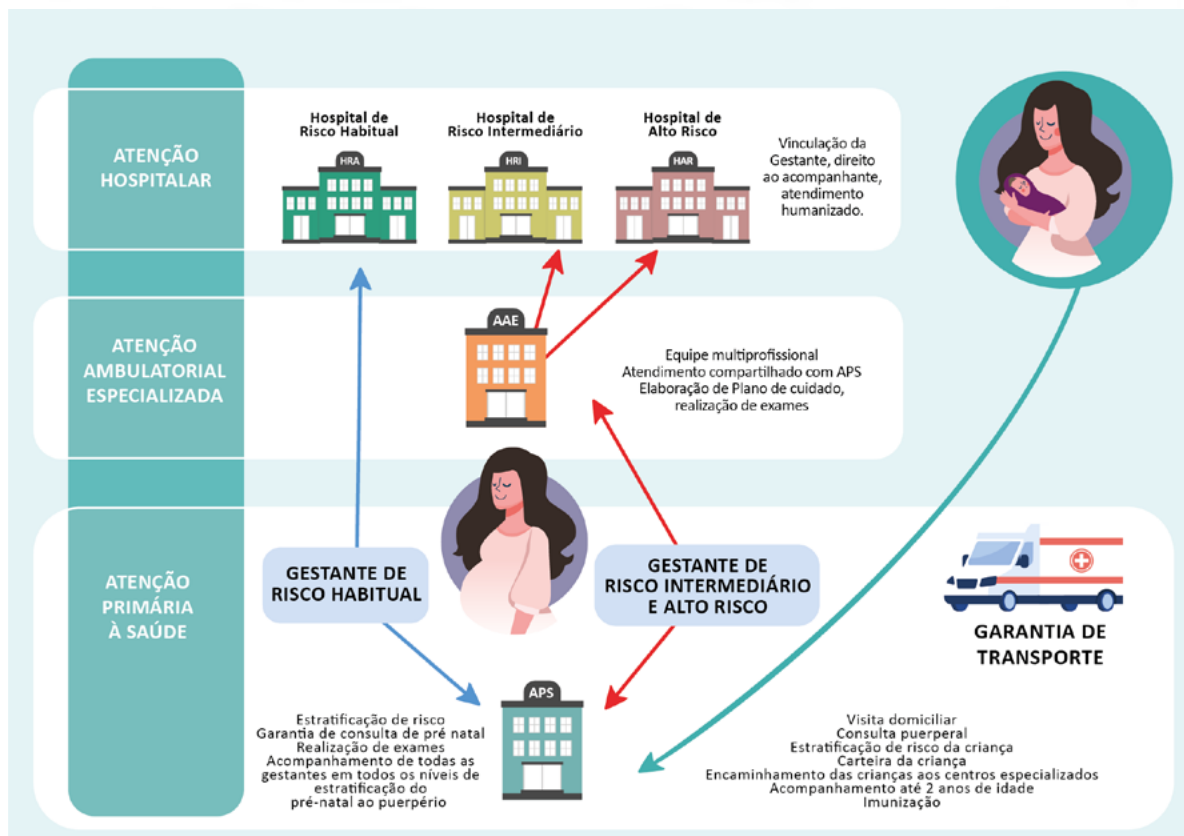 ATENÇÃO
HOSPITALAR
Hospital de
Risco Habitual
HRA
Hospital de
Risco Intermediário
HRI
Hospital de
Alto Risco
HAR
Vinculação da
Gestante, direito
ao acompanhante,
atendimento
humanizado.
ATENÇÃO
AMBULATORIAL
ESPECIALIZADA
AAE
Equipe multiprofissional
Atendimento compartilhado com APS
Elaboração de Plano de cuidado,
realização de exames
ATENÇÃO
PRIMÁRIA
À SAÚDE
GESTANTE DE
RISCO HABITUAL
GESTANTE DE
RISCO INTERMEDIÁRIO
E ALTO RISCO
GARANTIA DE
TRANSPORTE
APS
Estratificação de risco
Garantia de consulta de pré natal
Realização de exames
Acompanhamento de todas as
gestantes em todos os níveis de
estratificação do
pré-natal ao puerpério
Visita domiciliar
Consulta puerperal
Estratificação de risco da criança
Carteira da criança
Encaminhamento das crianças aos centros especializados
Acompanhamento até 2 anos de idade
Imunização